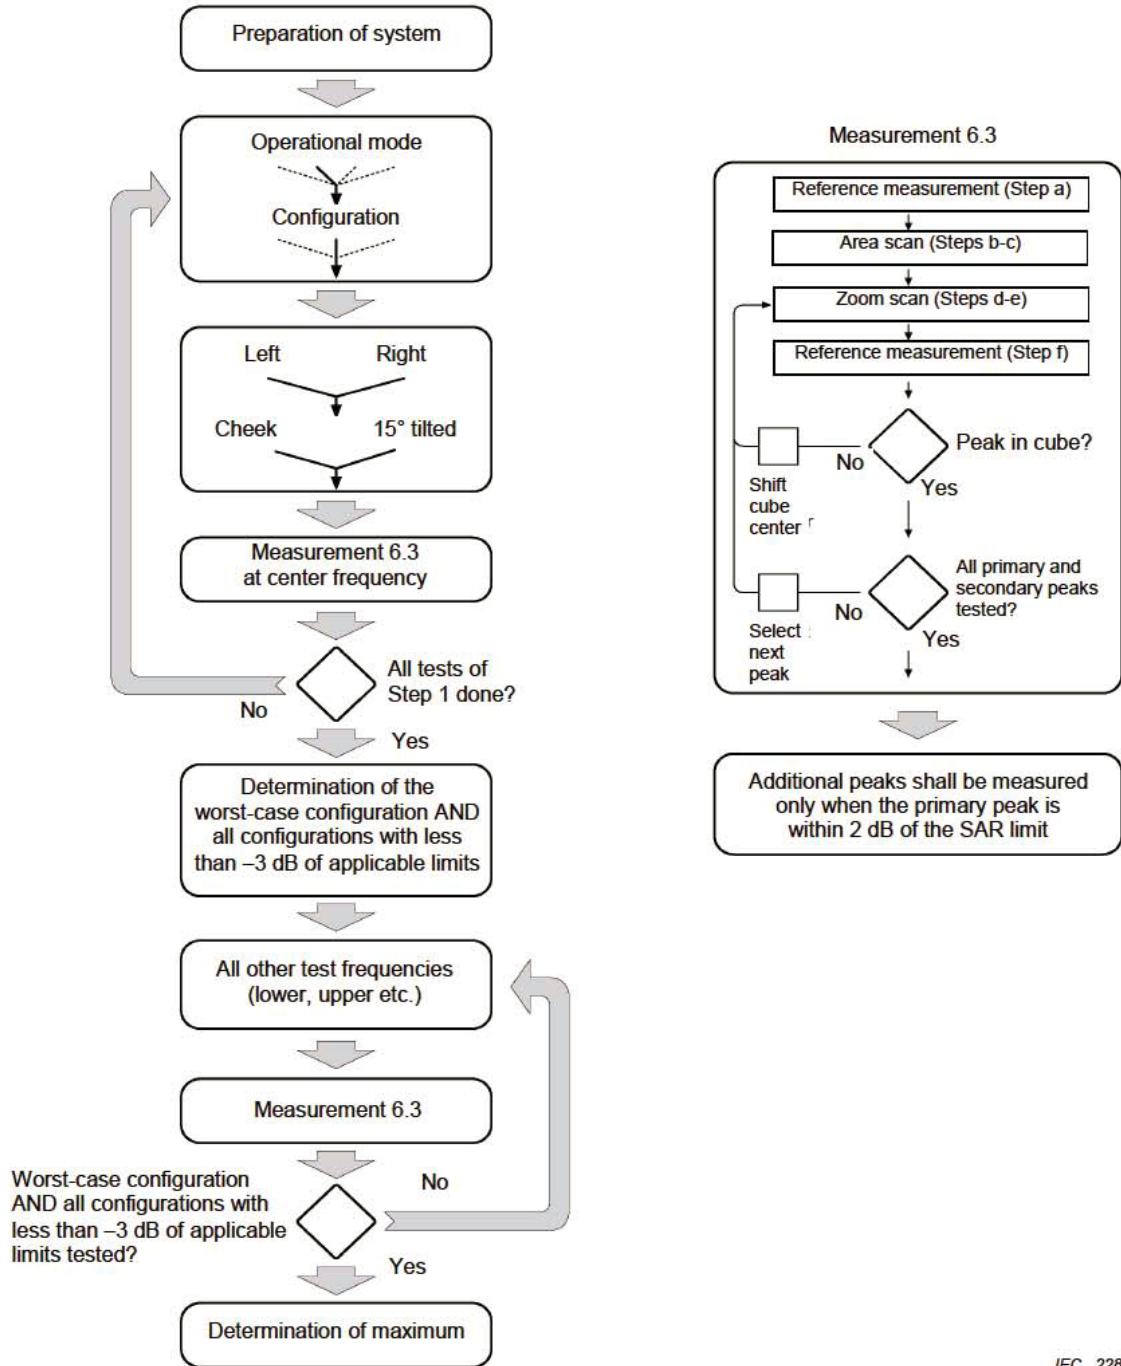 Preparation of system
Operational mode
Configuration
Left Right
Cheek 15° tilted
Measurement 6.3
at center frequency
All tests of
Step 1 done?
No
Yes
Determination of the
worst-case configuration AND
all configurations with less
than –3 dB of applicable limits
All other test frequencies
(lower, upper etc.)
Measurement 6.3
Worst-case configuration
AND all configurations with
less than –3 dB of applicable
limits tested?
No
Yes
Determination of maximum
Measurement 6.3
Reference measurement (Step a)
Area scan (Steps b-c)
Zoom scan (Steps d-e)
Reference measurement (Step f)
Peak in cube?
No
Yes
Shift
cube
center
All primary and
secondary peaks
tested?
No
Yes
Select
next
peak
Additional peaks shall be measured
only when the primary peak is
within 2 dB of the SAR limit
IEC 228